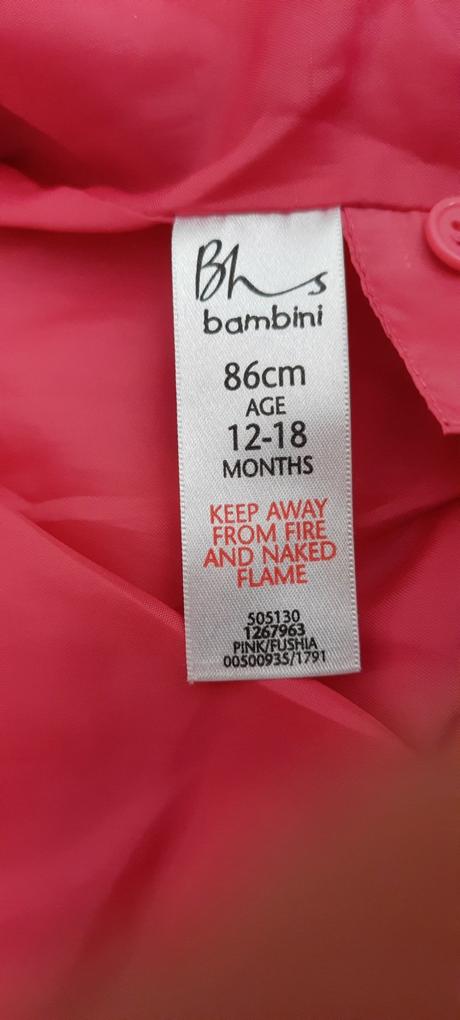 Bhs
bambini
86cm
AGE
12-18
MONTHS
KEEP AWAY
FROM FIRE
AND NAKED
FLAME
505130
1267963
PINK/FUSHIA
00500935/1791